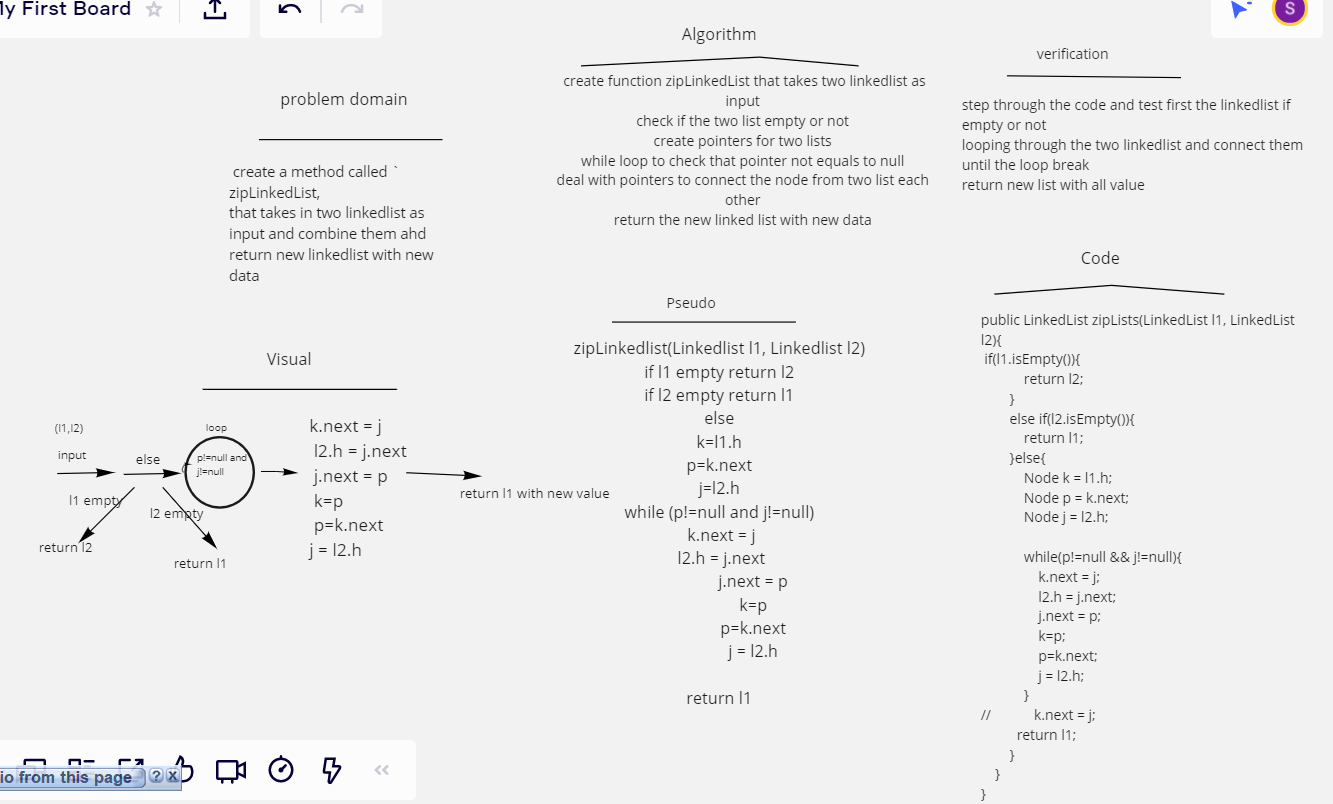 My First Board
S
problem domain
create a method called `
zipLinkedList,
that takes in two linkedlist as
input and combine them ahd
return new linkedlist with new
data
Visual
(l1,l2)
input
else
loop
p!=null and
j!=null
l1 empty
l2 empty
return l2
return l1
k.next = j
l2.h = j.next
j.next = p
k=p
p=k.next
j = l2.h
return l1 with new value
Algorithm
create function zipLinkedList that takes two linkedlist as
input
check if the two list empty or not
create pointers for two lists
while loop to check that pointer not equals to null
deal with pointers to connect the node from two list each
other
return the new linked list with new data
Pseudo
zipLinkedlist(Linkedlist l1, Linkedlist l2)
if l1 empty return l2
if l2 empty return l1
else
k=l1.h
p=k.next
j=l2.h
while (p!=null and j!=null)
k.next = j
l2.h = j.next
j.next = p
k=p
p=k.next
j = l2.h
return l1
verification
step through the code and test first the linkedlist if
empty or not
looping through the two linkedlist and connect them
until the loop break
return new list with all value
Code
public LinkedList zipLists(LinkedList l1, LinkedList
l2){
if(l1.isEmpty()){
return l2;
}
else if(l2.isEmpty()){
return l1;
}else{
Node k = l1.h;
Node p = k.next;
Node j = l2.h;
while(p!=null && j!=null){
k.next = j;
l2.h = j.next;
j.next = p;
k=p;
p=k.next;
j = l2.h;
}
// k.next = j;
return l1;
}
}
}
io from this page ? x